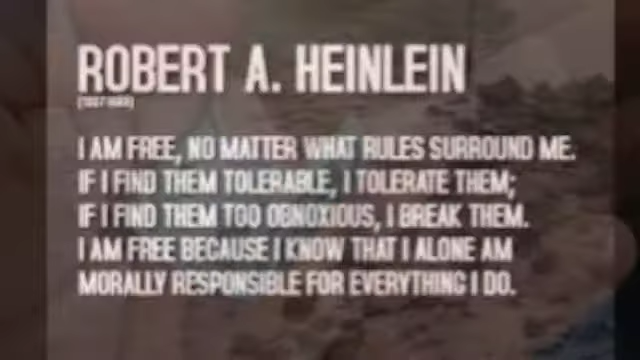 ROBERT A. HEINLEIN
I AM FREE, NO MATTER WHAT RULES SURROUND ME.
IF I FIND THEM TOLERABLE, I TOLERATE THEM;
IF I FIND THEM TOO OBNOXIOUS, I BREAK THEM.
I AM FREE BECAUSE I KNOW THAT I ALONE AM
MORALLY RESPONSIBLE FOR EVERYTHING I DO.